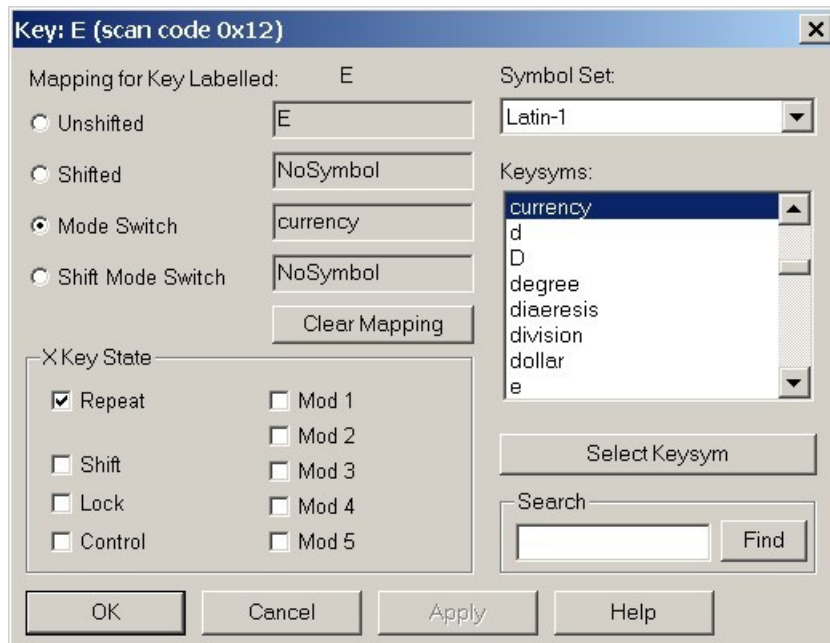 Key: E (scan code 0x12)
Mapping for Key Labelled: E
Unshifted E
Shifted NoSymbol
Mode Switch currency
Shift Mode Switch NoSymbol
Clear Mapping
X Key State
Repeat Mod 1
Mod 2
Shift Mod 3
Lock Mod 4
Control Mod 5
Symbol Set:
Latin-1
Keysyms:
currency
d
D
degree
diaeresis
division
dollar
e
Select Keysym
Search
Find
OK Cancel Apply Help